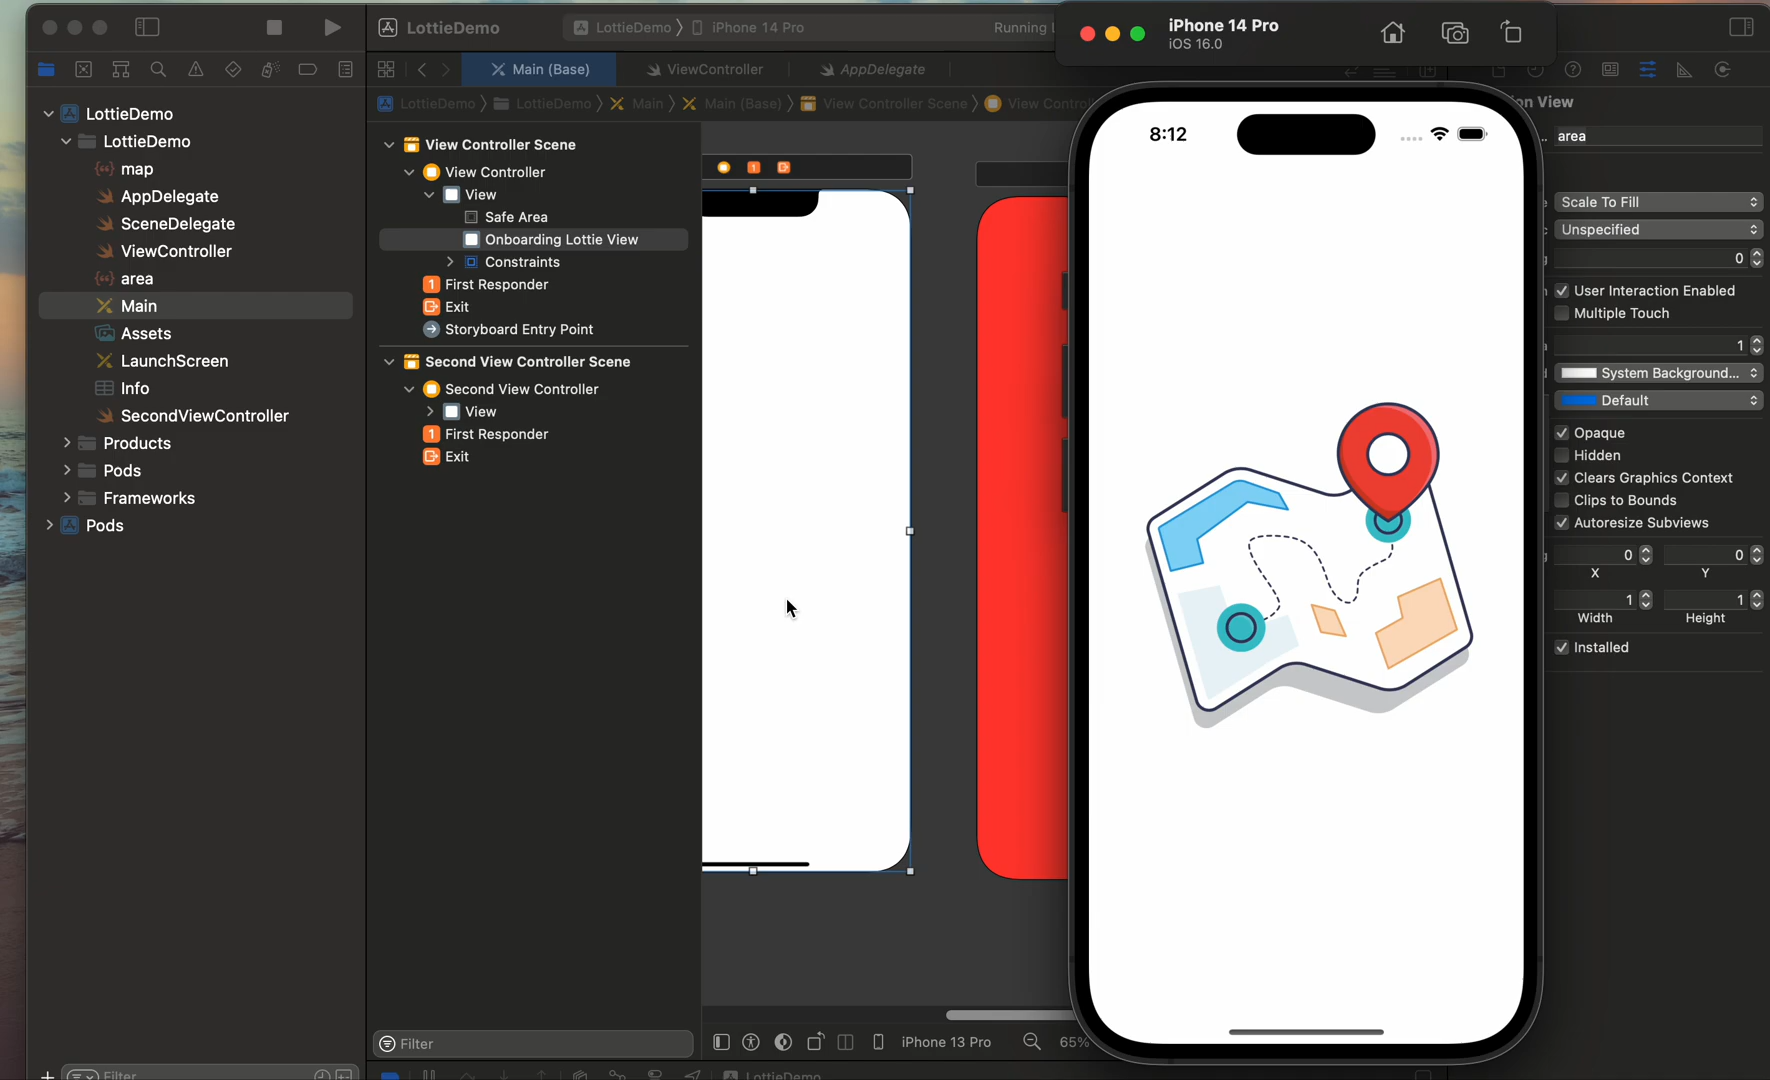 LottieDemo
LottieDemo
iPhone 14 Pro
Running
iPhone 14 Pro
iOS 16.0
Main (Base)
ViewController
AppDelegate
LottieDemo
LottieDemo
Main
Main (Base)
View Controller Scene
View
on View
LottieDemo
LottieDemo
map
AppDelegate
SceneDelegate
ViewController
area
Main
Assets
LaunchScreen
Info
SecondViewController
Products
Pods
Frameworks
Pods
View Controller Scene
View Controller
View
Safe Area
Onboarding Lottie View
Constraints
First Responder
Exit
Storyboard Entry Point
Second View Controller Scene
Second View Controller
View
First Responder
Exit
8:12
area
Scale To Fill
Unspecified
0
User Interaction Enabled
Multiple Touch
1
System Background...
Default
Opaque
Hidden
Clears Graphics Context
Clips to Bounds
Autoresize Subviews
0
0
X
Y
1
1
Width
Height
Installed
Filter
iPhone 13 Pro
65%
Filter
LottieDemo